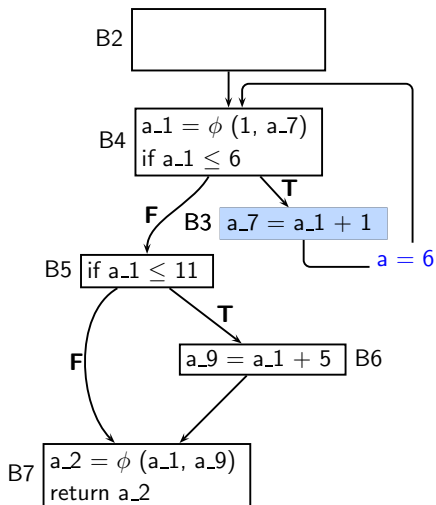 B2
B4
a_1 = ϕ (1, a_7)
if a_1 ≤ 6
F
T
B3
a_7 = a_1 + 1
a = 6
B5
if a_1 ≤ 11
F
T
a_9 = a_1 + 5
B6
B7
a_2 = ϕ (a_1, a_9)
return a_2